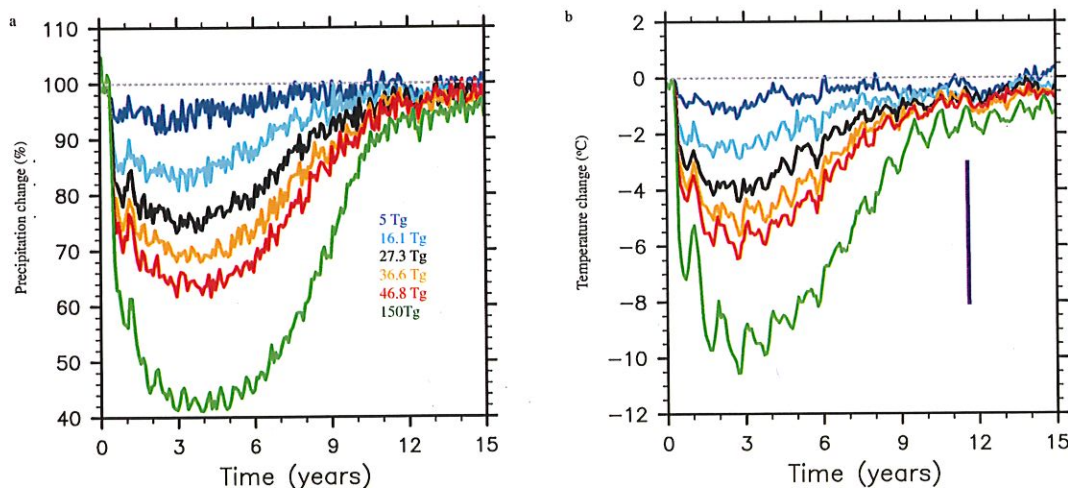 a
110
100
90
80
70
60
50
40
Precipitation change (%)
5 Tg
16.1 Tg
27.3 Tg
36.6 Tg
46.8 Tg
150Tg
0 3 6 9 12 15
Time (years)
b
2
0
−2
−4
−6
−8
−10
−12
Temperature change (°C)
0 3 6 9 12 15
Time (years)